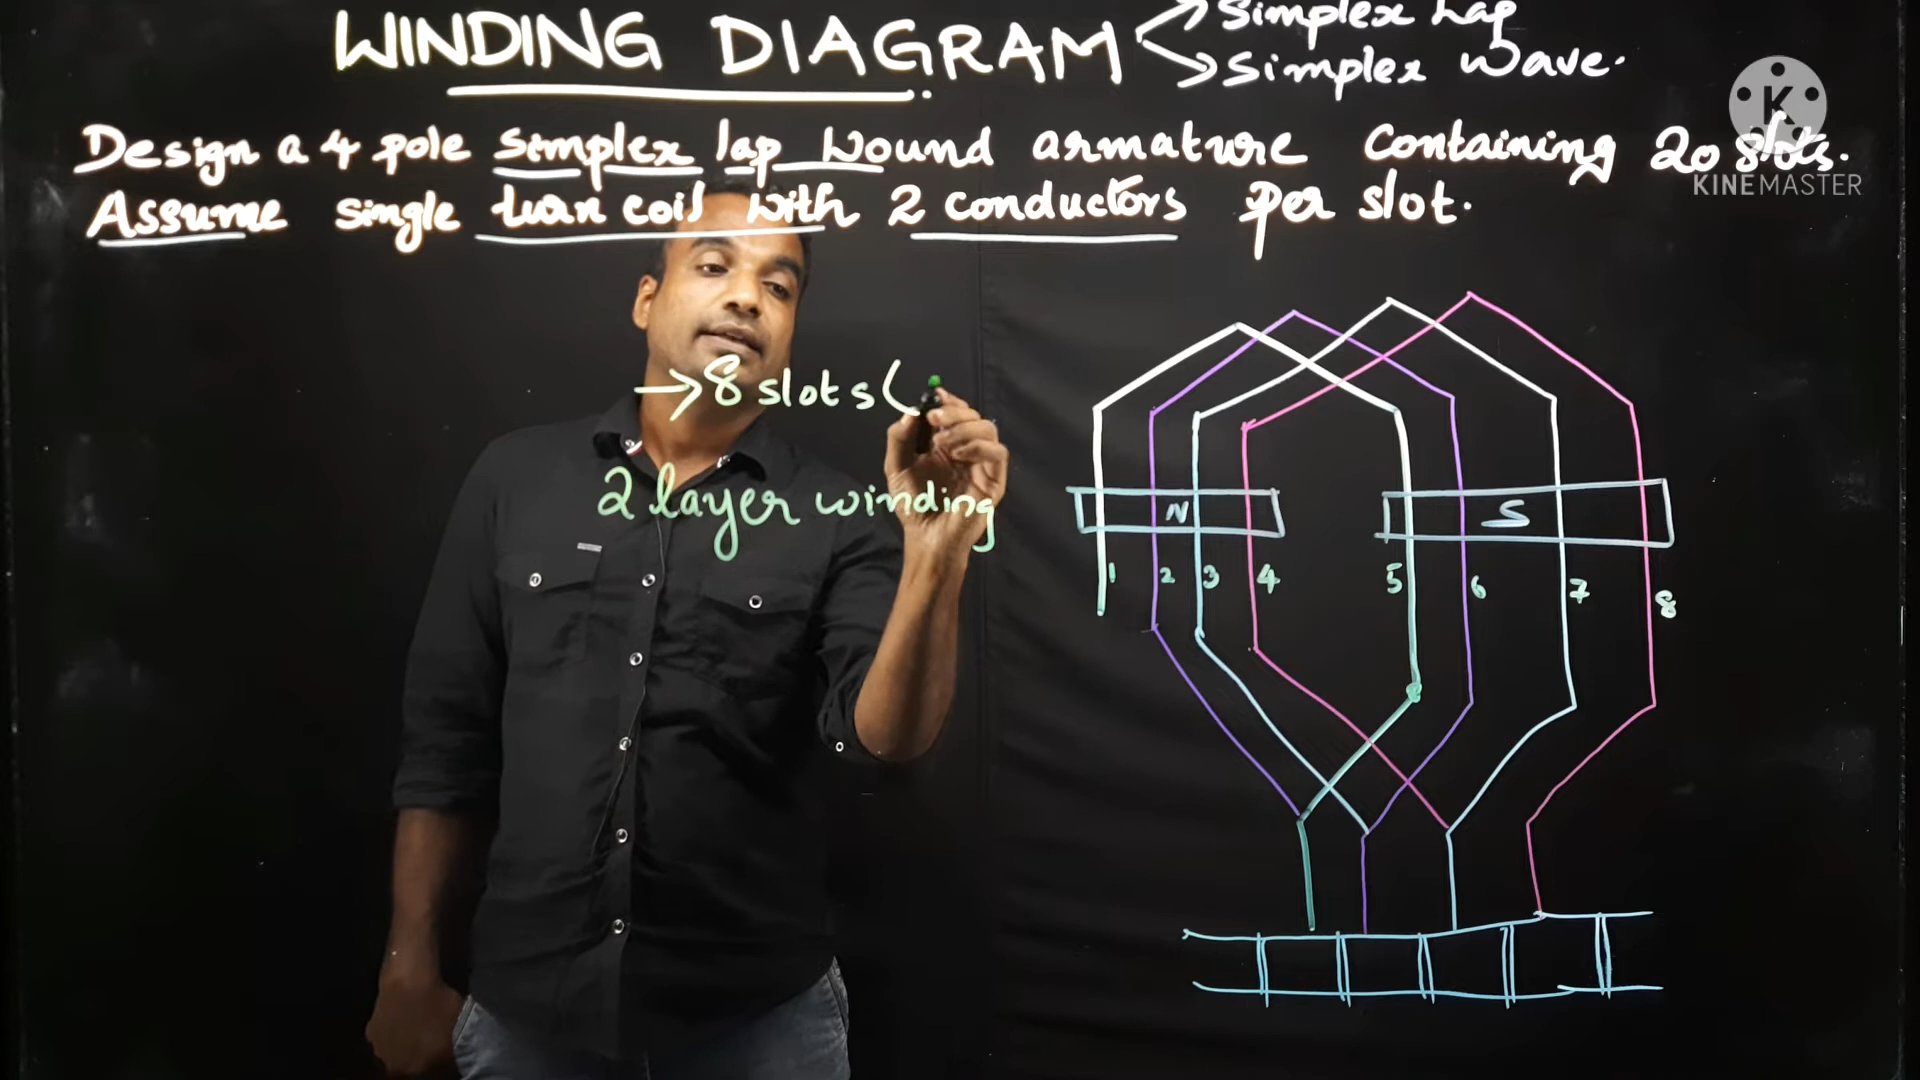 WINDING DIAGRAM
Simplex Lap
Simplex Wave.
Design a 4 pole simplex lap wound armature containing 20 slots.
Assume single turn coil with 2 conductors per slot.
K
KINEMASTER
→ 8 slots (
2 layer winding
N S
1 2 3 4 5 6 7 8